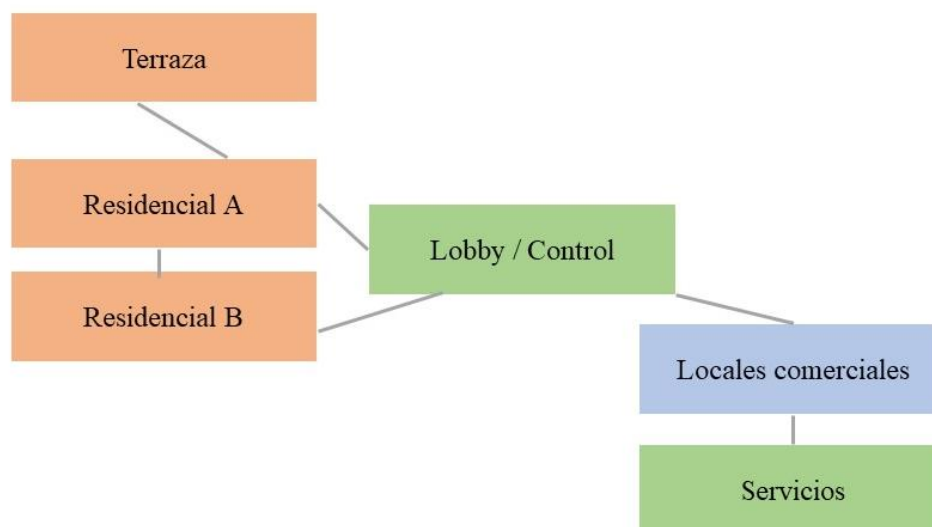 Terraza
Residencial A
Lobby / Control
Residencial B
Locales comerciales
Servicios